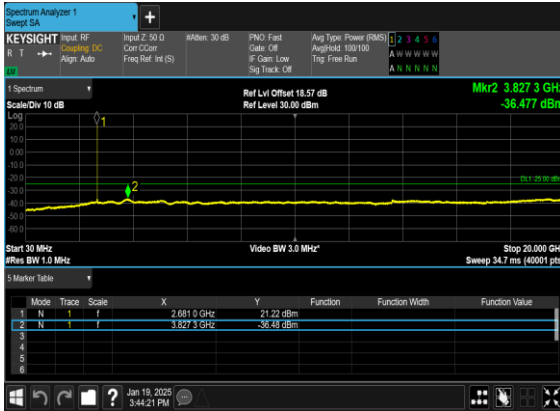 Spectrum Analyzer 1
Swept SA
+
KEYSIGHT Input: RF Input Z: 50 Ω #Atten: 30 dB PNO: Fast Avg Type: Power (RMS) 1 2 3 4 5 6
R T Coupling: DC Corr CCorr Gate: Off Avg|Hold: 100/100 A W W W W W
Align: Auto Freq Ref: Int (S) IF Gain: Low Trig: Free Run
Sig Track: Off A N N N N N
LXI
1 Spectrum
Scale/Div 10 dB
Ref Lvl Offset 18.57 dB
Ref Level 30.00 dBm
Mkr2 3.827 3 GHz
-36.477 dBm
Log
20.0
10.0
0.00
-10.0
-20.0
-30.0
-40.0
-50.0
-60.0
1
2
DL1 -25.00 dBm
Start 30 MHz Video BW 3.0 MHz* Stop 20.000 GH
#Res BW 1.0 MHz Sweep 34.7 ms (40001 pts
5 Marker Table
Mode Trace Scale X Y Function Function Width Function Value
1 N 1 f 2.681 0 GHz 21.22 dBm
2 N 1 f 3.827 3 GHz -36.48 dBm
3
4
5
6
?
Jan 19, 2025
3:44:21 PM